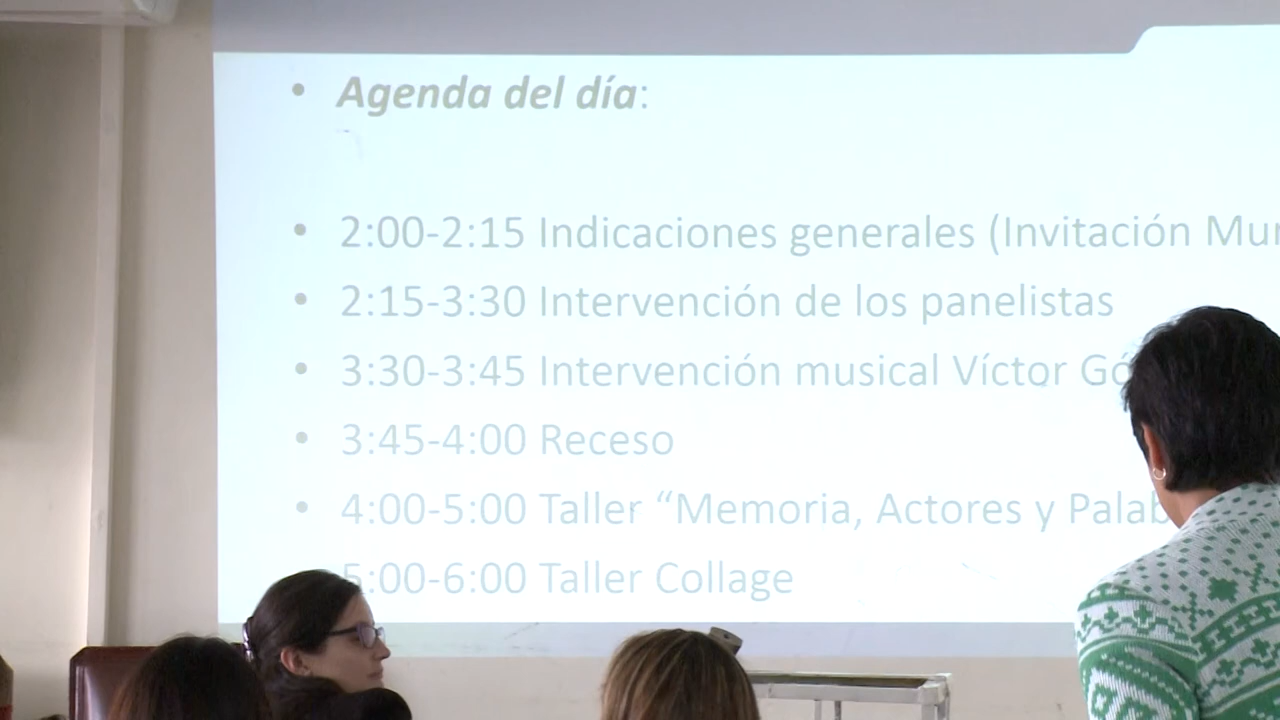 • Agenda del día:
• 2:00-2:15 Indicaciones generales (Invitación
• 2:15-3:30 Intervención de los panelistas
• 3:30-3:45 Intervención musical Víctor
• 3:45-4:00 Receso
• 4:00-5:00 Taller “Memoria, Actores y
5:00-6:00 Taller Collage